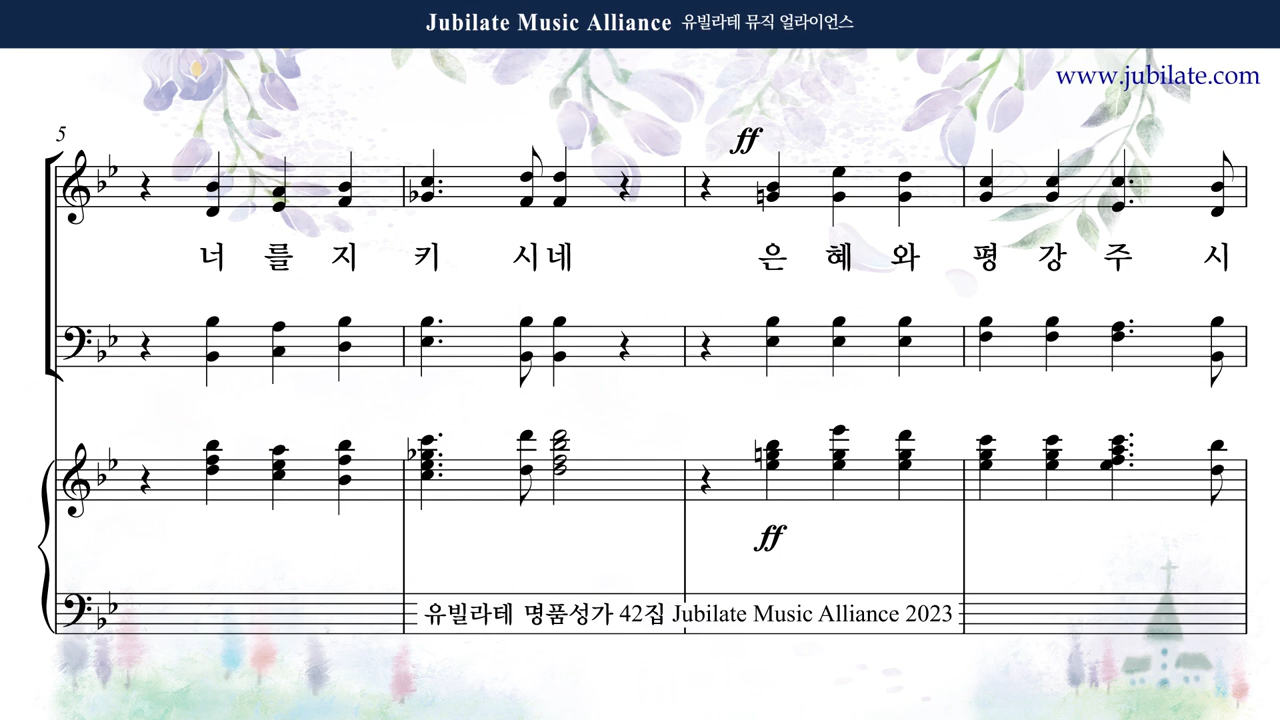 Jubilate Music Alliance 유빌라테 뮤직 얼라이언스
www.jubilate.com
5
ff
너 를 지 키 시 네 은 혜 와 평 강 주 시
ff
유빌라테 명품성가 42집 Jubilate Music Alliance 2023